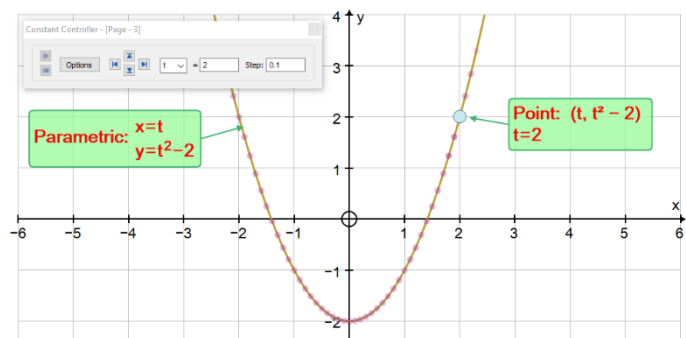 Constant Controller - [Page - 3]
Options
t
= 2
Step: 0.1
Parametric: x=t
y=t²−2
Point: (t, t² − 2)
t=2
y
x
4
3
2
1
−1
−2
−6 −5 −4 −3 −2 −1 1 2 3 4 5 6